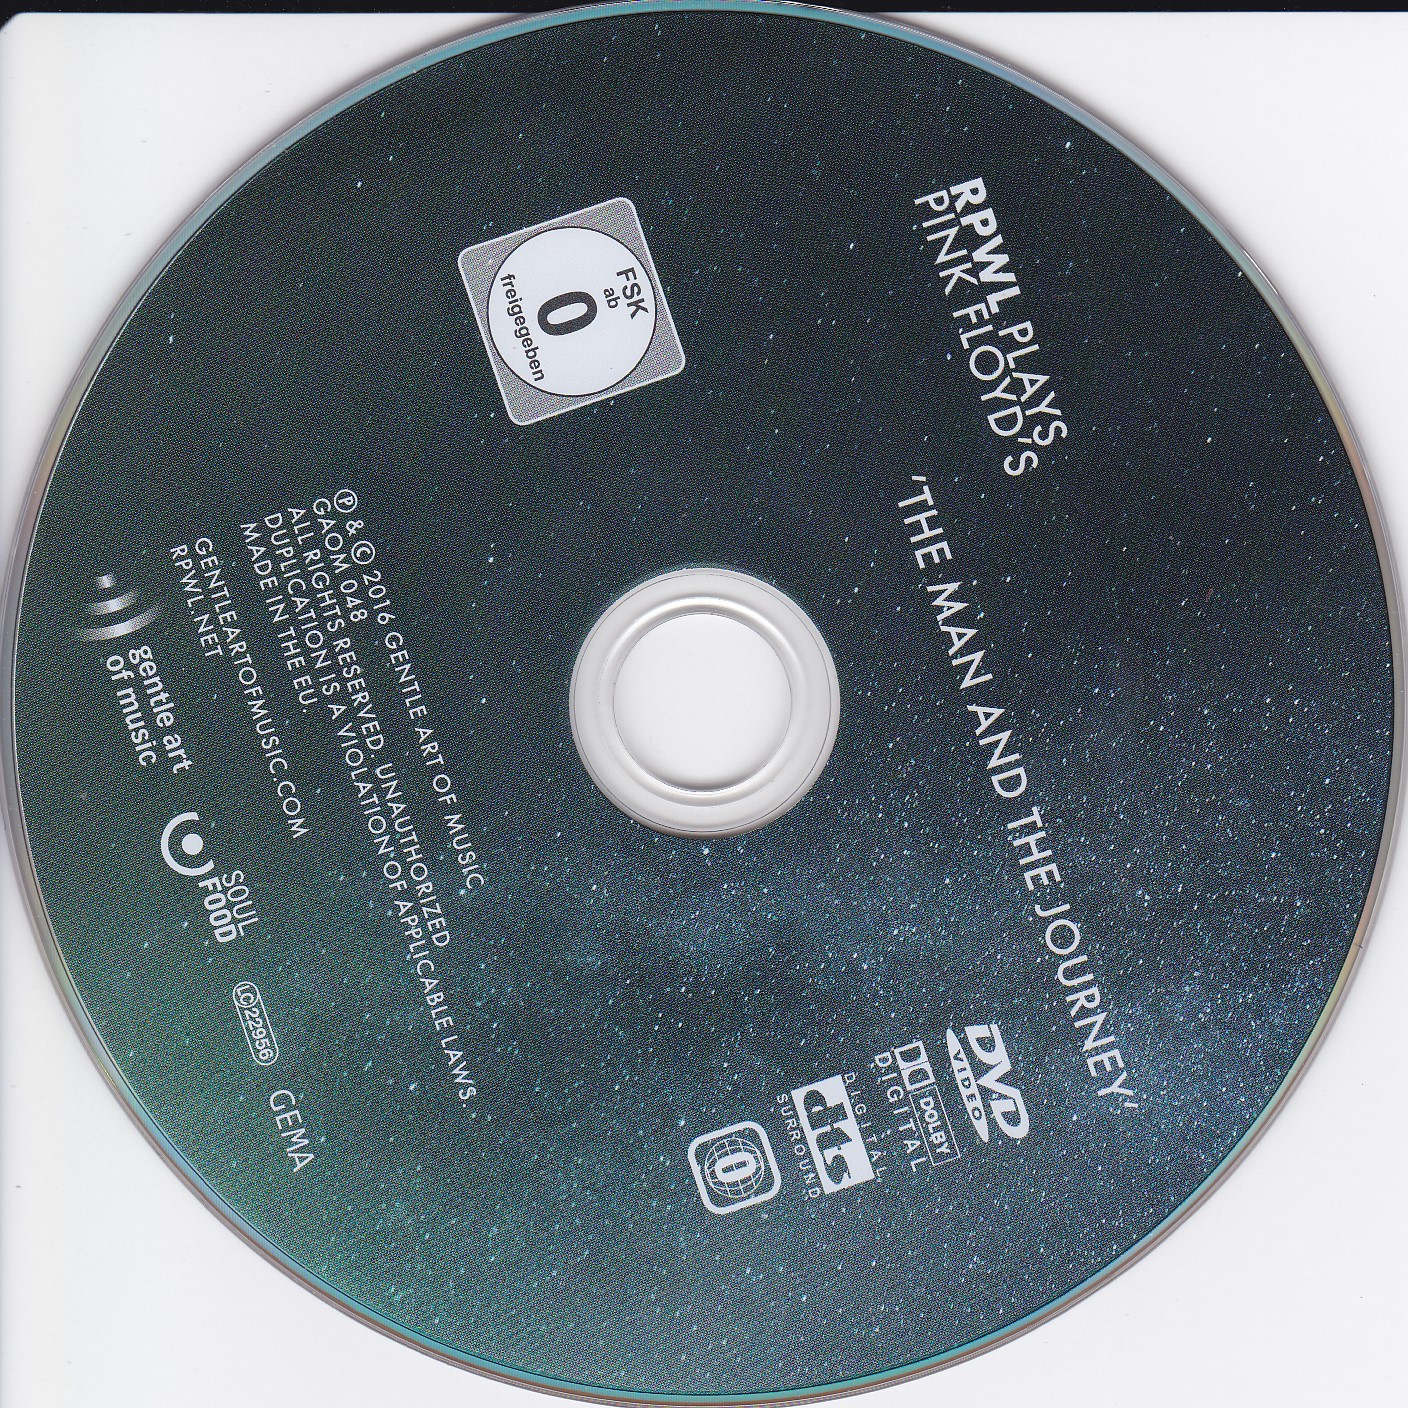 RPWL PLAYS
PINK FLOYD'S
'THE MAN AND THE JOURNEY'
FSK
ab
0
freigegeben
DVD
VIDEO
DOLBY
DIGITAL
DIGITAL
dts
SURROUND
0
Ⓟ & © 2016 GENTLE ART OF MUSIC
GAOM 048
ALL RIGHTS RESERVED. UNAUTHORIZED
DUPLICATION IS A VIOLATION OF APPLICABLE LAWS.
MADE IN THE EU.
GENTLEARTOFMUSIC.COM
RPWL.NET
gentle art
of music
SOUL
FOOD
LC 22956
GEMA